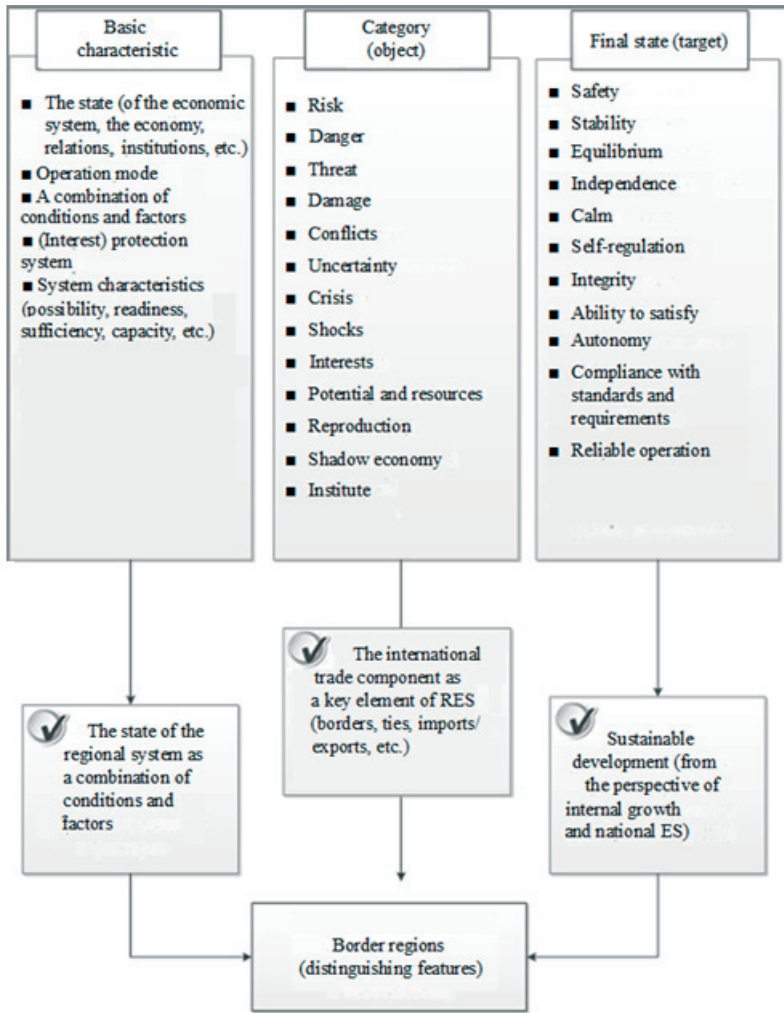 Basic
characteristic
■ The state (of the economic
system, the economy,
relations, institutions, etc.)
■ Operation mode
■ A combination of
conditions and factors
■ (Interest) protection
system
■ System characteristics
(possibility, readiness,
sufficiency, capacity, etc.)
Category
(object)
■ Risk
■ Danger
■ Threat
■ Damage
■ Conflicts
■ Uncertainty
■ Crisis
■ Shocks
■ Interests
■ Potential and resources
■ Reproduction
■ Shadow economy
■ Institute
Final state (target)
■ Safety
■ Stability
■ Equilibrium
■ Independence
■ Calm
■ Self-regulation
■ Integrity
■ Ability to satisfy
■ Autonomy
■ Compliance with
standards and
requirements
■ Reliable operation
The state of the
regional system as
a combination of
conditions and
factors
The international
trade component as
a key element of RES
(borders, ties, imports/
exports, etc.)
Sustainable
development (from
the perspective of
internal growth
and national ES)
Border regions
(distinguishing features)